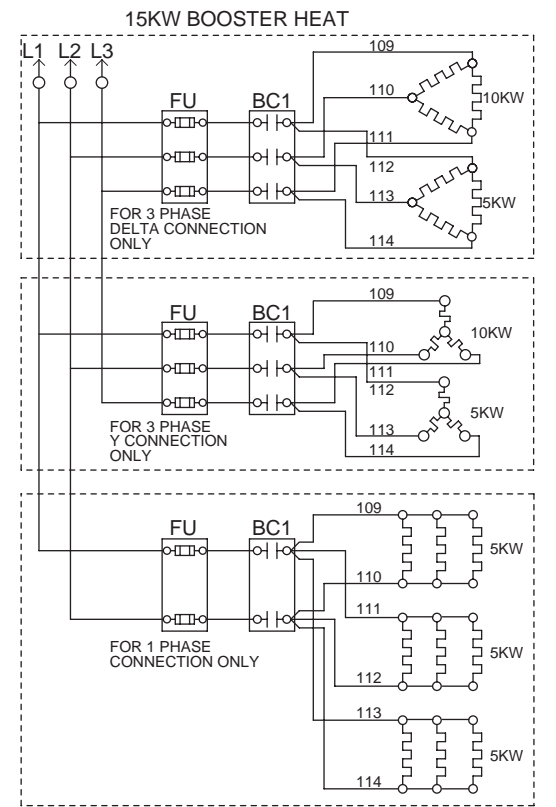 15KW BOOSTER HEAT
L1 L2 L3
FU BC1
109
110
10KW
111
112
113
5KW
114
FOR 3 PHASE
DELTA CONNECTION
ONLY
FU BC1
109
10KW
110
111
112
5KW
113
114
FOR 3 PHASE
Y CONNECTION
ONLY
FU BC1
109
5KW
110
111
5KW
112
113
5KW
114
FOR 1 PHASE
CONNECTION ONLY